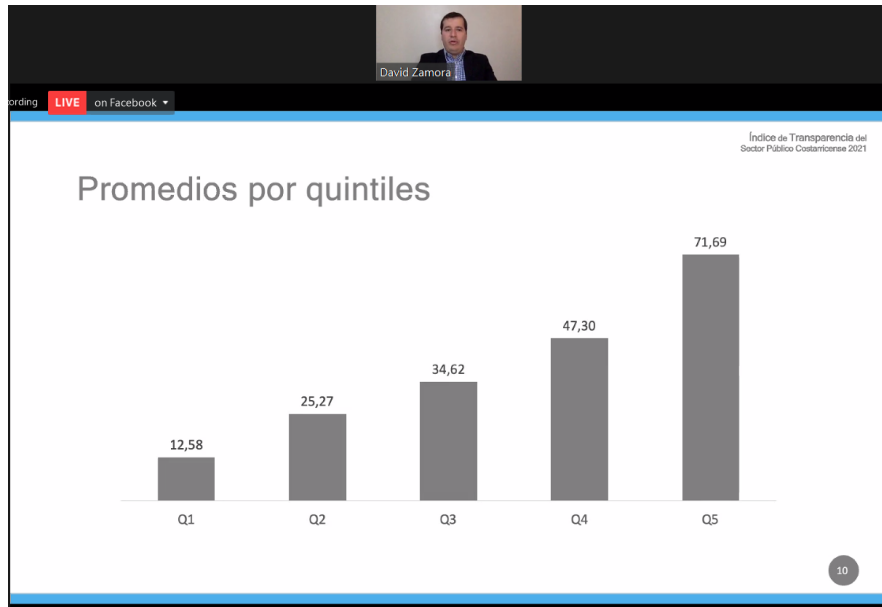 David Zamora
ording
LIVE on Facebook
Índice de Transparencia del
Sector Público Costarricense 2021
Promedios por quintiles
71,69
47,30
34,62
25,27
12,58
Q1 Q2 Q3 Q4 Q5
10